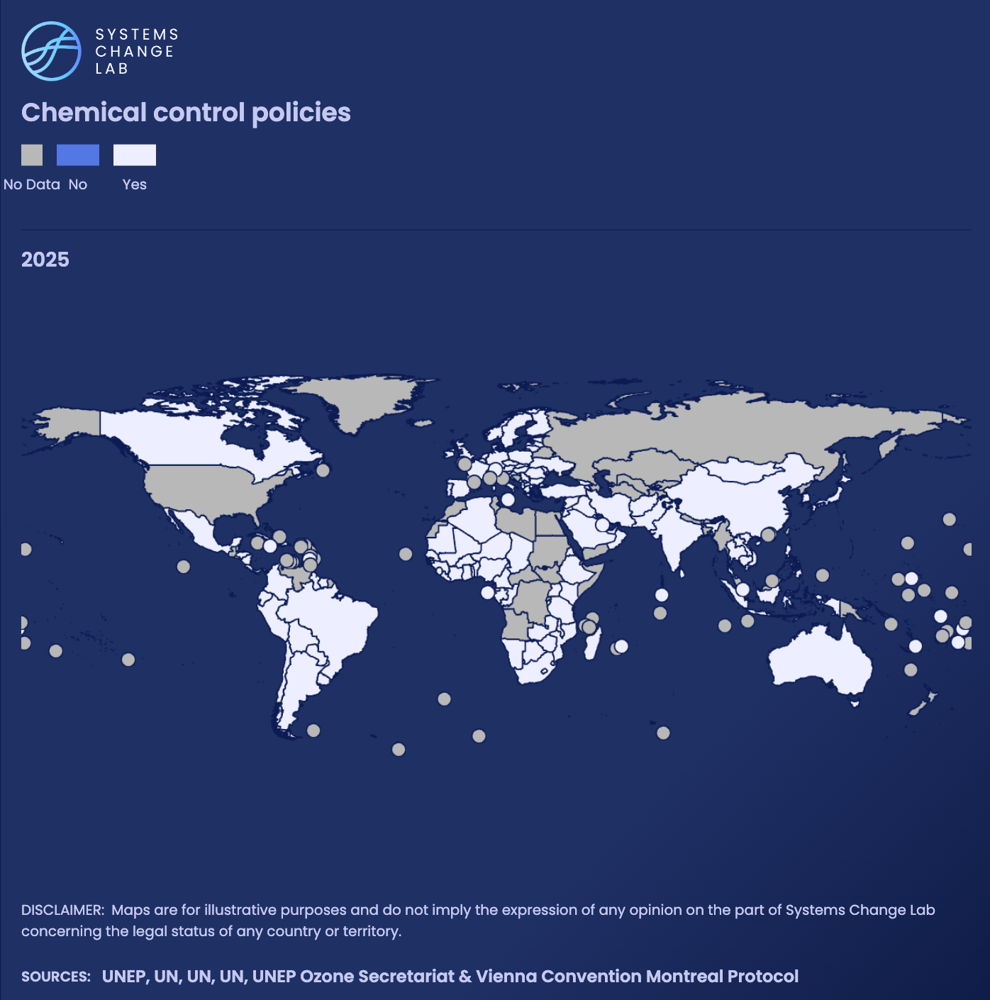 SYSTEMS
CHANGE
LAB
Chemical control policies
No Data No Yes
2025
DISCLAIMER: Maps are for illustrative purposes and do not imply the expression of any opinion on the part of Systems Change Lab
concerning the legal status of any country or territory.
SOURCES: UNEP, UN, UN, UN, UNEP Ozone Secretariat & Vienna Convention Montreal Protocol